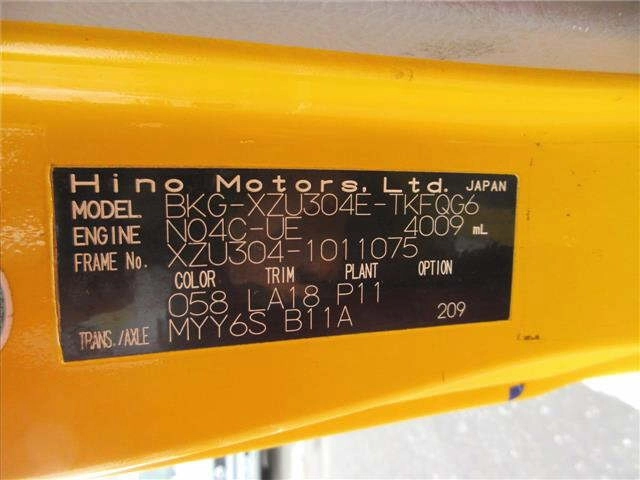 Hino Motors, Ltd. JAPAN
MODEL BKG-XZU304E-TKFQG6
ENGINE N04C-UE 4009 mL
FRAME No. XZU304-1011075
COLOR TRIM PLANT OPTION
058 LA18 P11
TRANS./AXLE MYY6S B11A 209